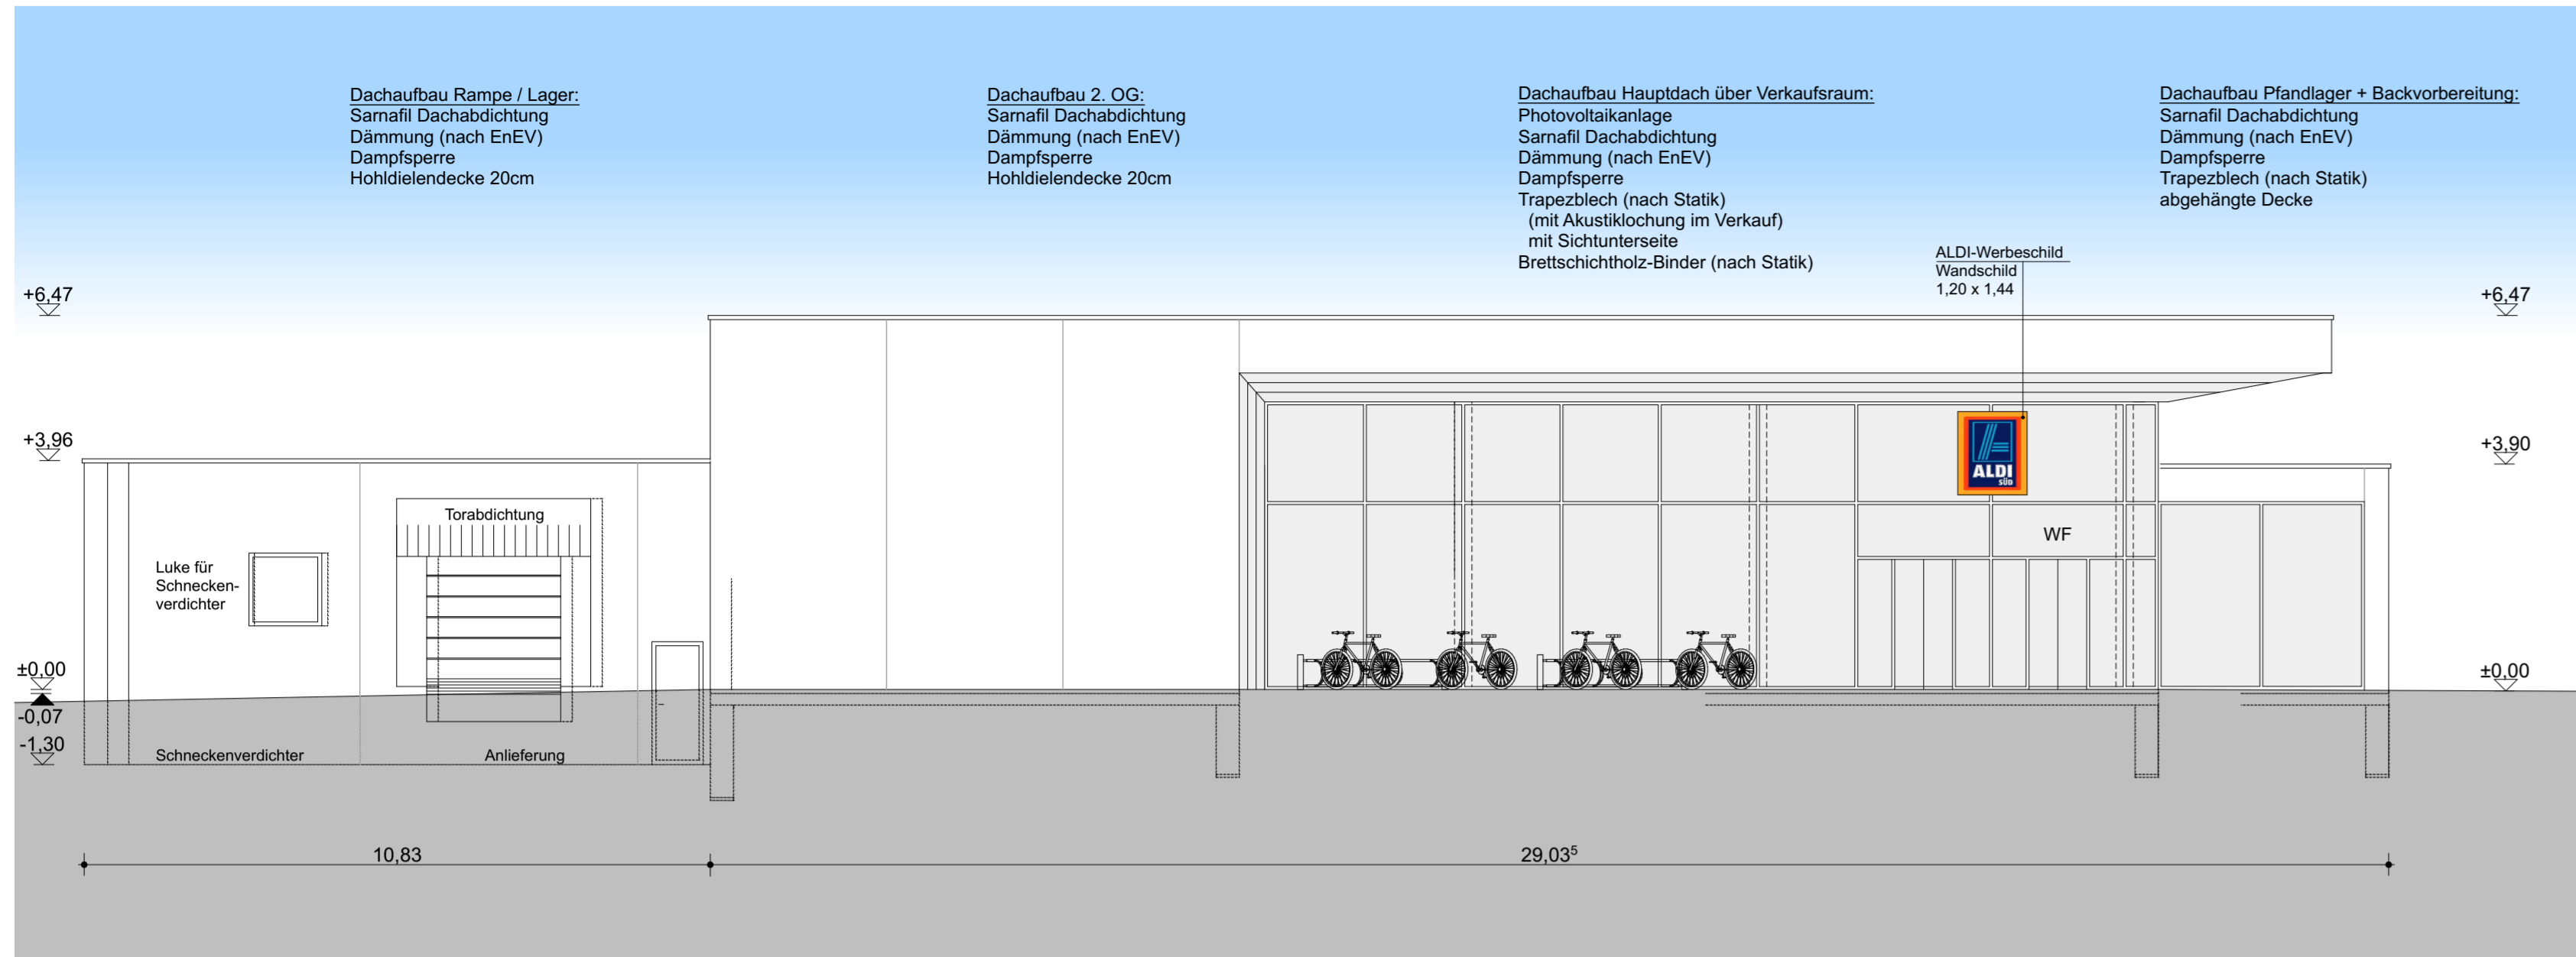 Dachaufbau Rampe / Lager:
Sarnafil Dachabdichtung
Dämmung (nach EnEV)
Dampfsperre
Hohldielendecke 20cm
Dachaufbau 2. OG:
Sarnafil Dachabdichtung
Dämmung (nach EnEV)
Dampfsperre
Hohldielendecke 20cm
Dachaufbau Hauptdach über Verkaufsraum:
Photovoltaikanlage
Sarnafil Dachabdichtung
Dämmung (nach EnEV)
Dampfsperre
Trapezblech (nach Statik)
(mit Akustiklochung im Verkauf)
mit Sichtunterseite
Brettschichtholz-Binder (nach Statik)
Dachaufbau Pfandlager + Backvorbereitung:
Sarnafil Dachabdichtung
Dämmung (nach EnEV)
Dampfsperre
Trapezblech (nach Statik)
abgehängte Decke
ALDI-Werbeschild
Wandschild
1,20 x 1,44
+6,47
+6,47
+3,96
+3,90
ALDI
SÜD
Torabdichtung
WF
Luke für
Schnecken-
verdichter
±0,00
±0,00
-0,07
-1,30
Schneckenverdichter
Anlieferung
10,83
29,03⁵